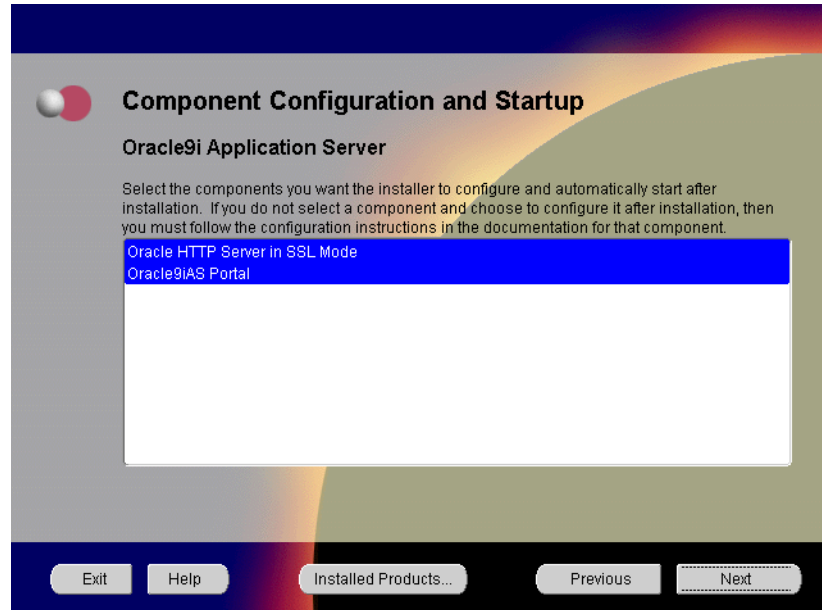 Component Configuration and Startup
Oracle9i Application Server
Select the components you want the installer to configure and automatically start after
installation. If you do not select a component and choose to configure it after installation, then
you must follow the configuration instructions in the documentation for that component.
Oracle HTTP Server in SSL Mode
Oracle9iAS Portal
Exit
Help
Installed Products...
Previous
Next